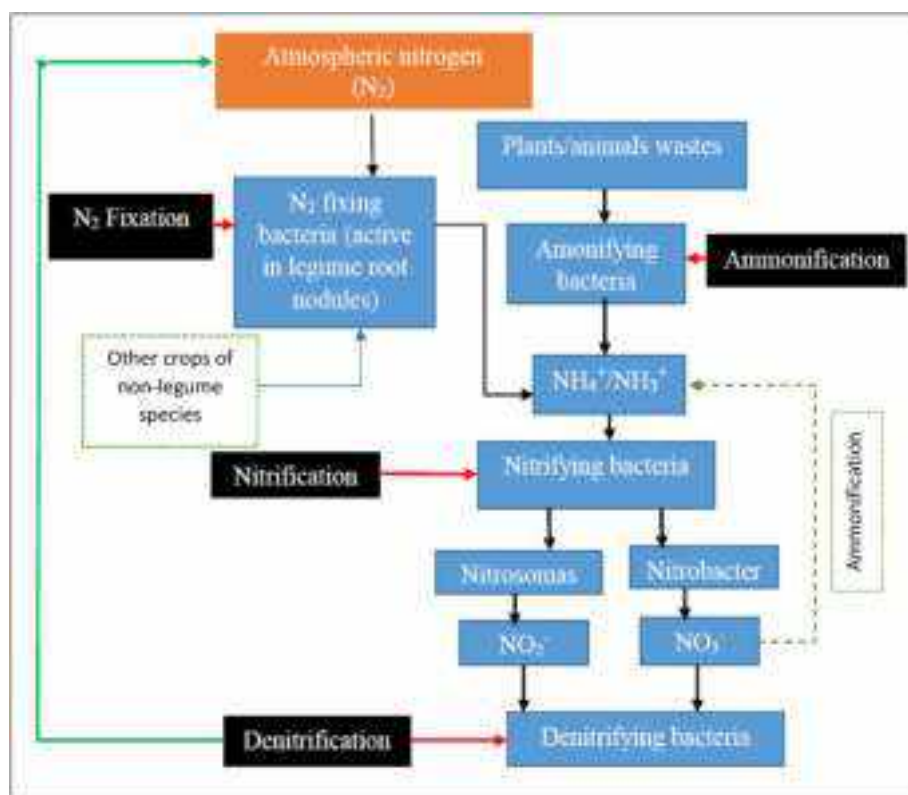 Atmospheric nitrogen
(N₂)
Plants/animals wastes
N₂ Fixation
N₂ fixing
bacteria (active
in legume root
nodules)
Amonifying
bacteria
Ammonification
Other crops of
non-legume
species
NH₄⁺/NH₃⁺
Nitrification
Nitrifying bacteria
Ammonification
Nitrosomas
Nitrobacter
NO₂⁻
NO₃⁻
Denitrification
Denitrifying bacteria